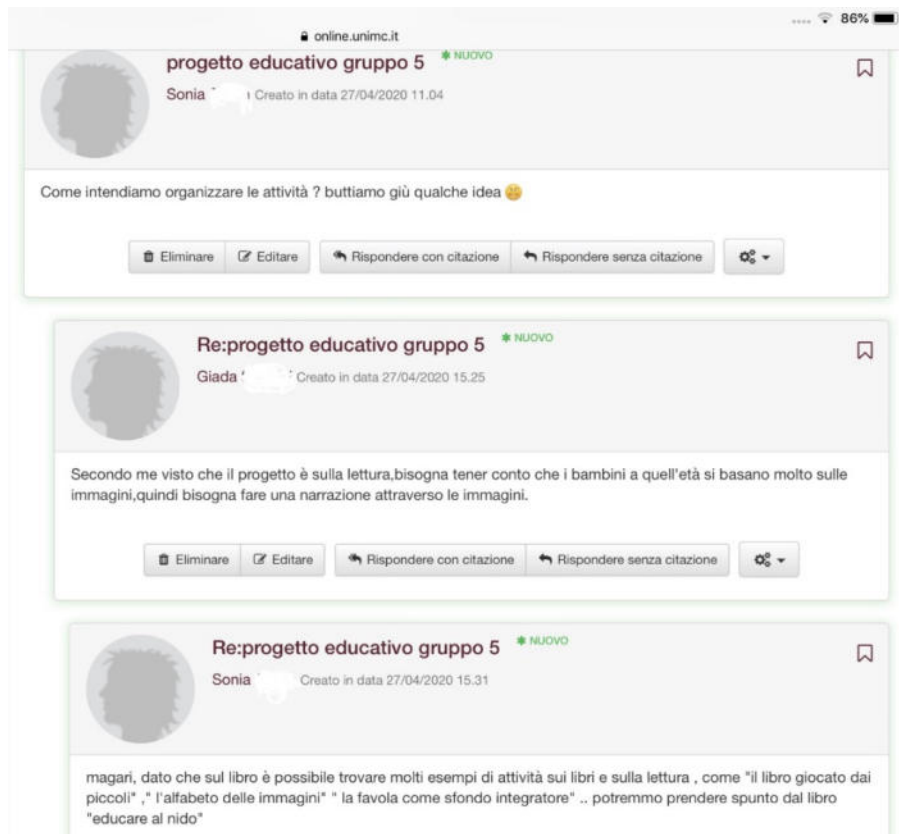 86%
online.unimc.it
progetto educativo gruppo 5 NUOVO
Sonia Creato in data 27/04/2020 11.04
Come intendiamo organizzare le attività ? buttiamo giù qualche idea
Eliminare Editare Rispondere con citazione Rispondere senza citazione
Re:progetto educativo gruppo 5 NUOVO
Giada Creato in data 27/04/2020 15.25
Secondo me visto che il progetto è sulla lettura,bisogna tener conto che i bambini a quell'età si basano molto sulle
immagini,quindi bisogna fare una narrazione attraverso le immagini.
Eliminare Editare Rispondere con citazione Rispondere senza citazione
Re:progetto educativo gruppo 5 NUOVO
Sonia Creato in data 27/04/2020 15.31
magari, dato che sul libro è possibile trovare molti esempi di attività sui libri e sulla lettura , come "il libro giocato dai
piccoli" ," l'alfabeto delle immagini" " la favola come sfondo integratore" .. potremmo prendere spunto dal libro
"educare al nido"